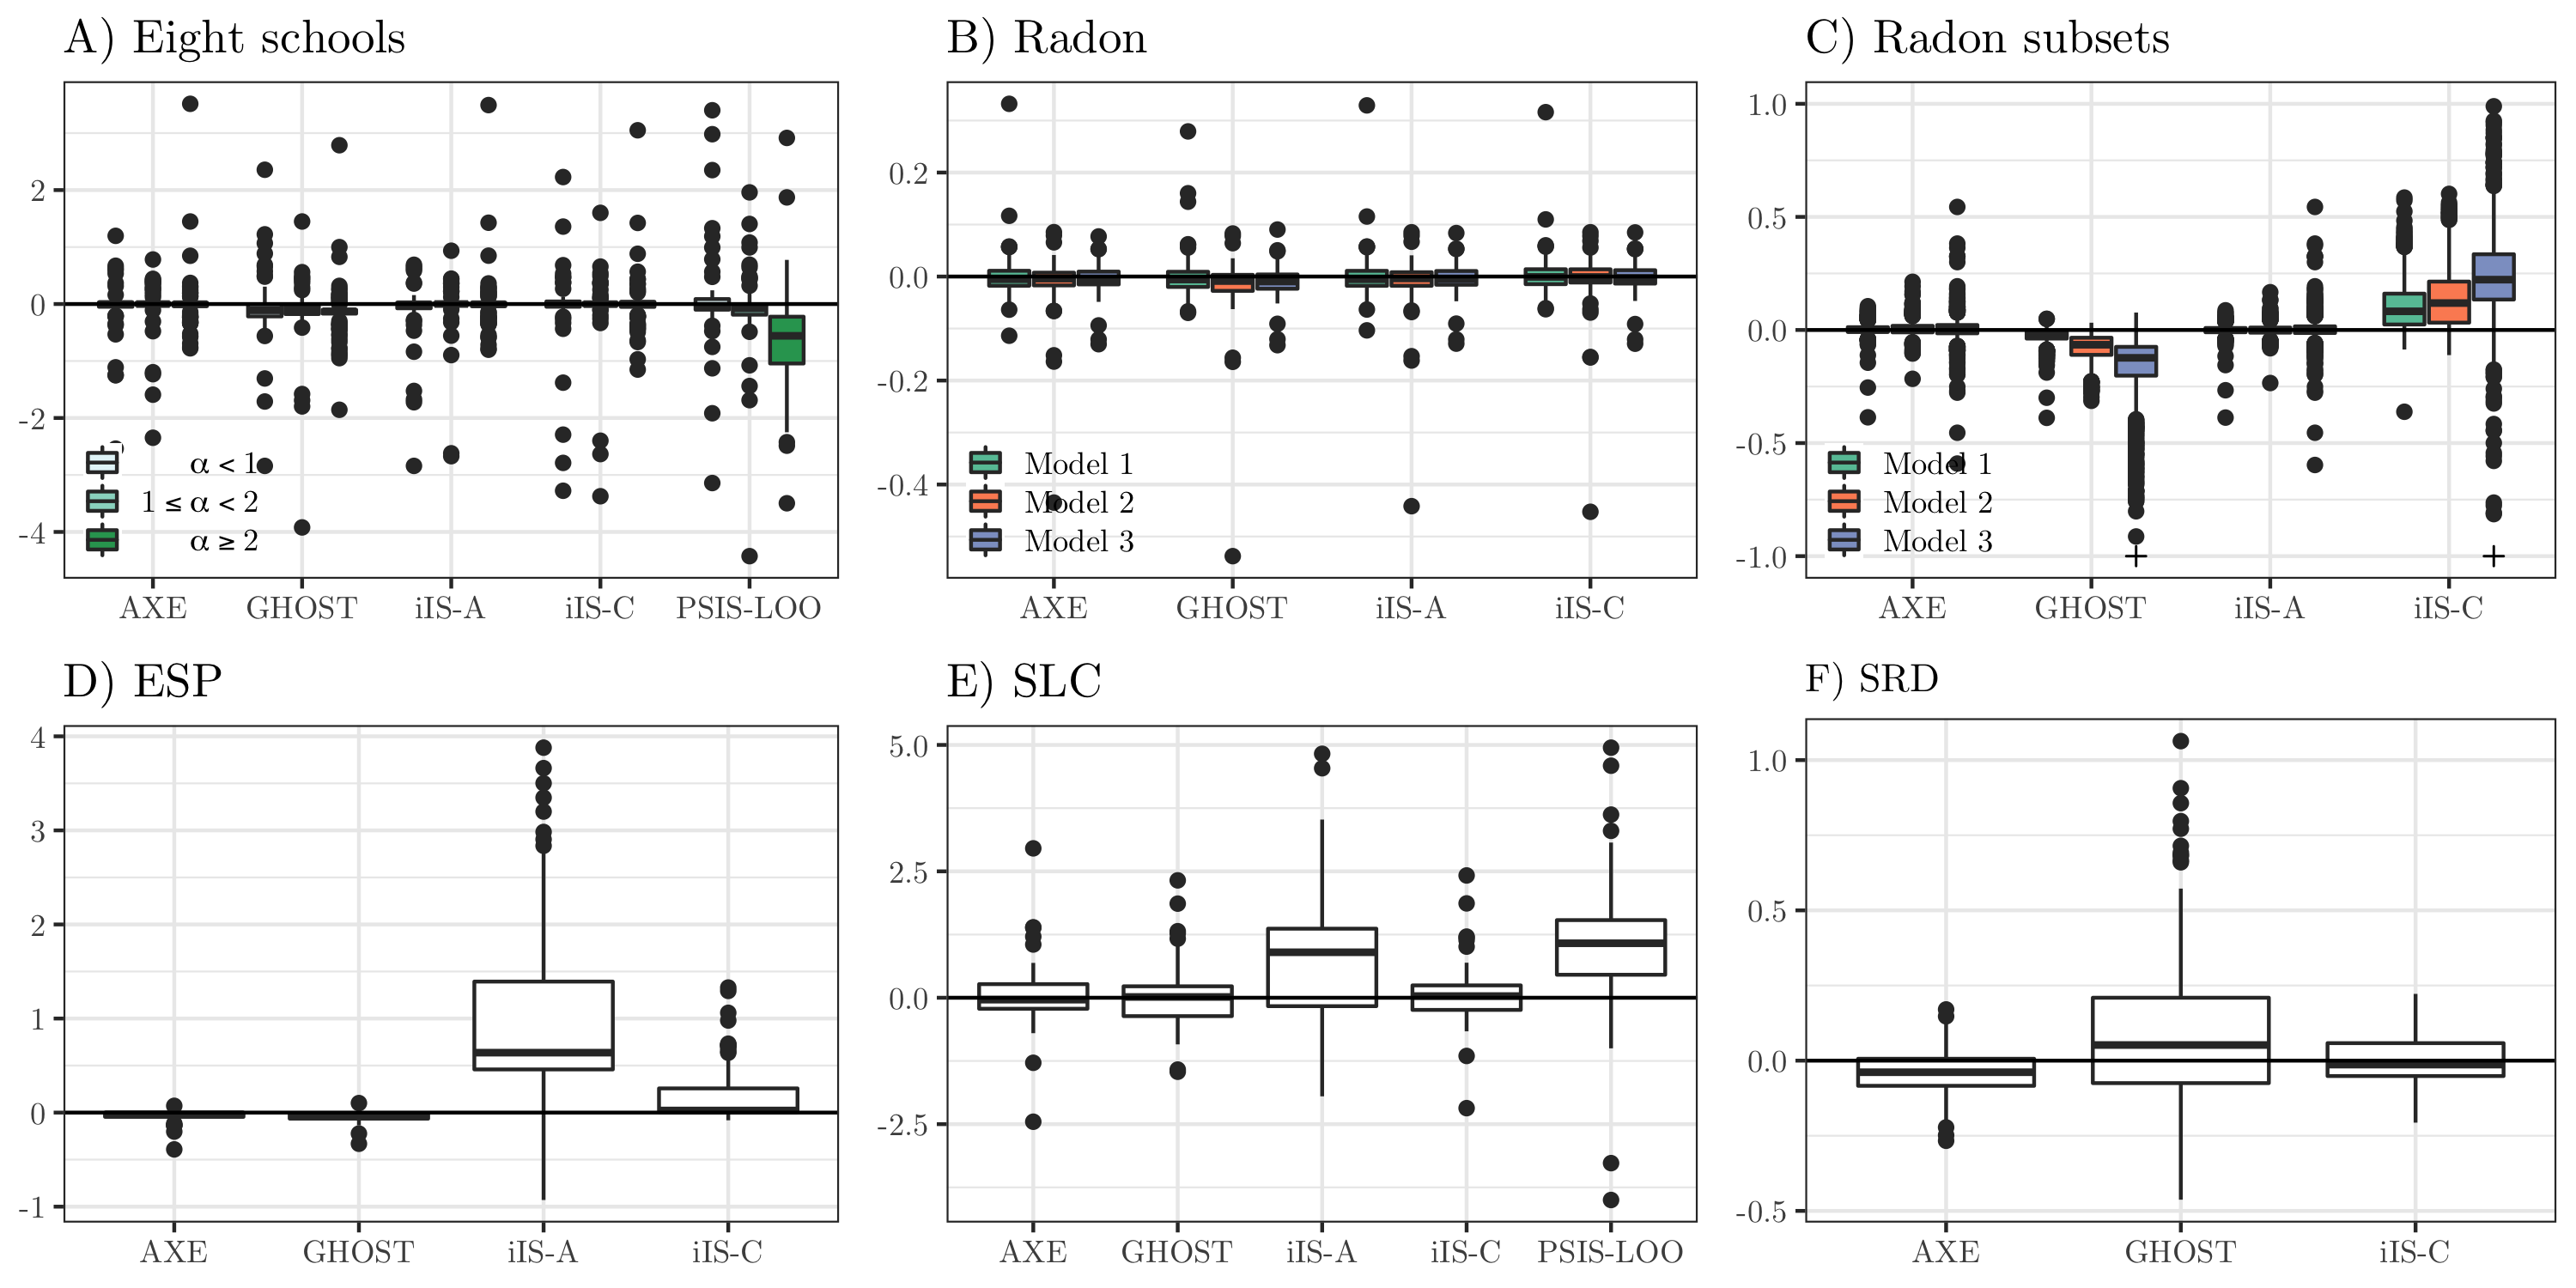 A) Eight schools
2
0
-2
-4
α < 1
1 ≤ α < 2
α ≥ 2
AXE GHOST iIS-A iIS-C PSIS-LOO
B) Radon
0.2
0.0
-0.2
-0.4
Model 1
Model 2
Model 3
AXE GHOST iIS-A iIS-C
C) Radon subsets
1.0
0.5
0.0
-0.5
-1.0
Model 1
Model 2
Model 3
AXE GHOST iIS-A iIS-C
D) ESP
4
3
2
1
0
-1
AXE GHOST iIS-A iIS-C
E) SLC
5.0
2.5
0.0
-2.5
AXE GHOST iIS-A iIS-C PSIS-LOO
F) SRD
1.0
0.5
0.0
-0.5
AXE GHOST iIS-C